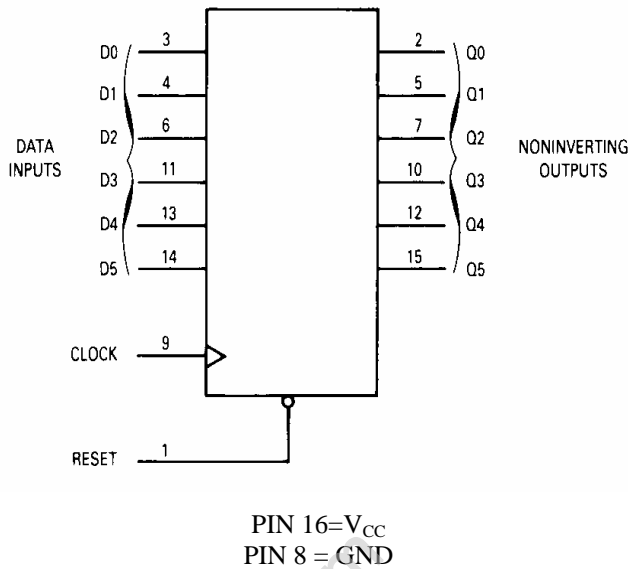 D0 3 2 Q0
D1 4 5 Q1
D2 6 7 Q2
DATA INPUTS
NONINVERTING OUTPUTS
D3 11 10 Q3
D4 13 12 Q4
D5 14 15 Q5
CLOCK 9
RESET 1
PIN 16=VCC
PIN 8 = GND